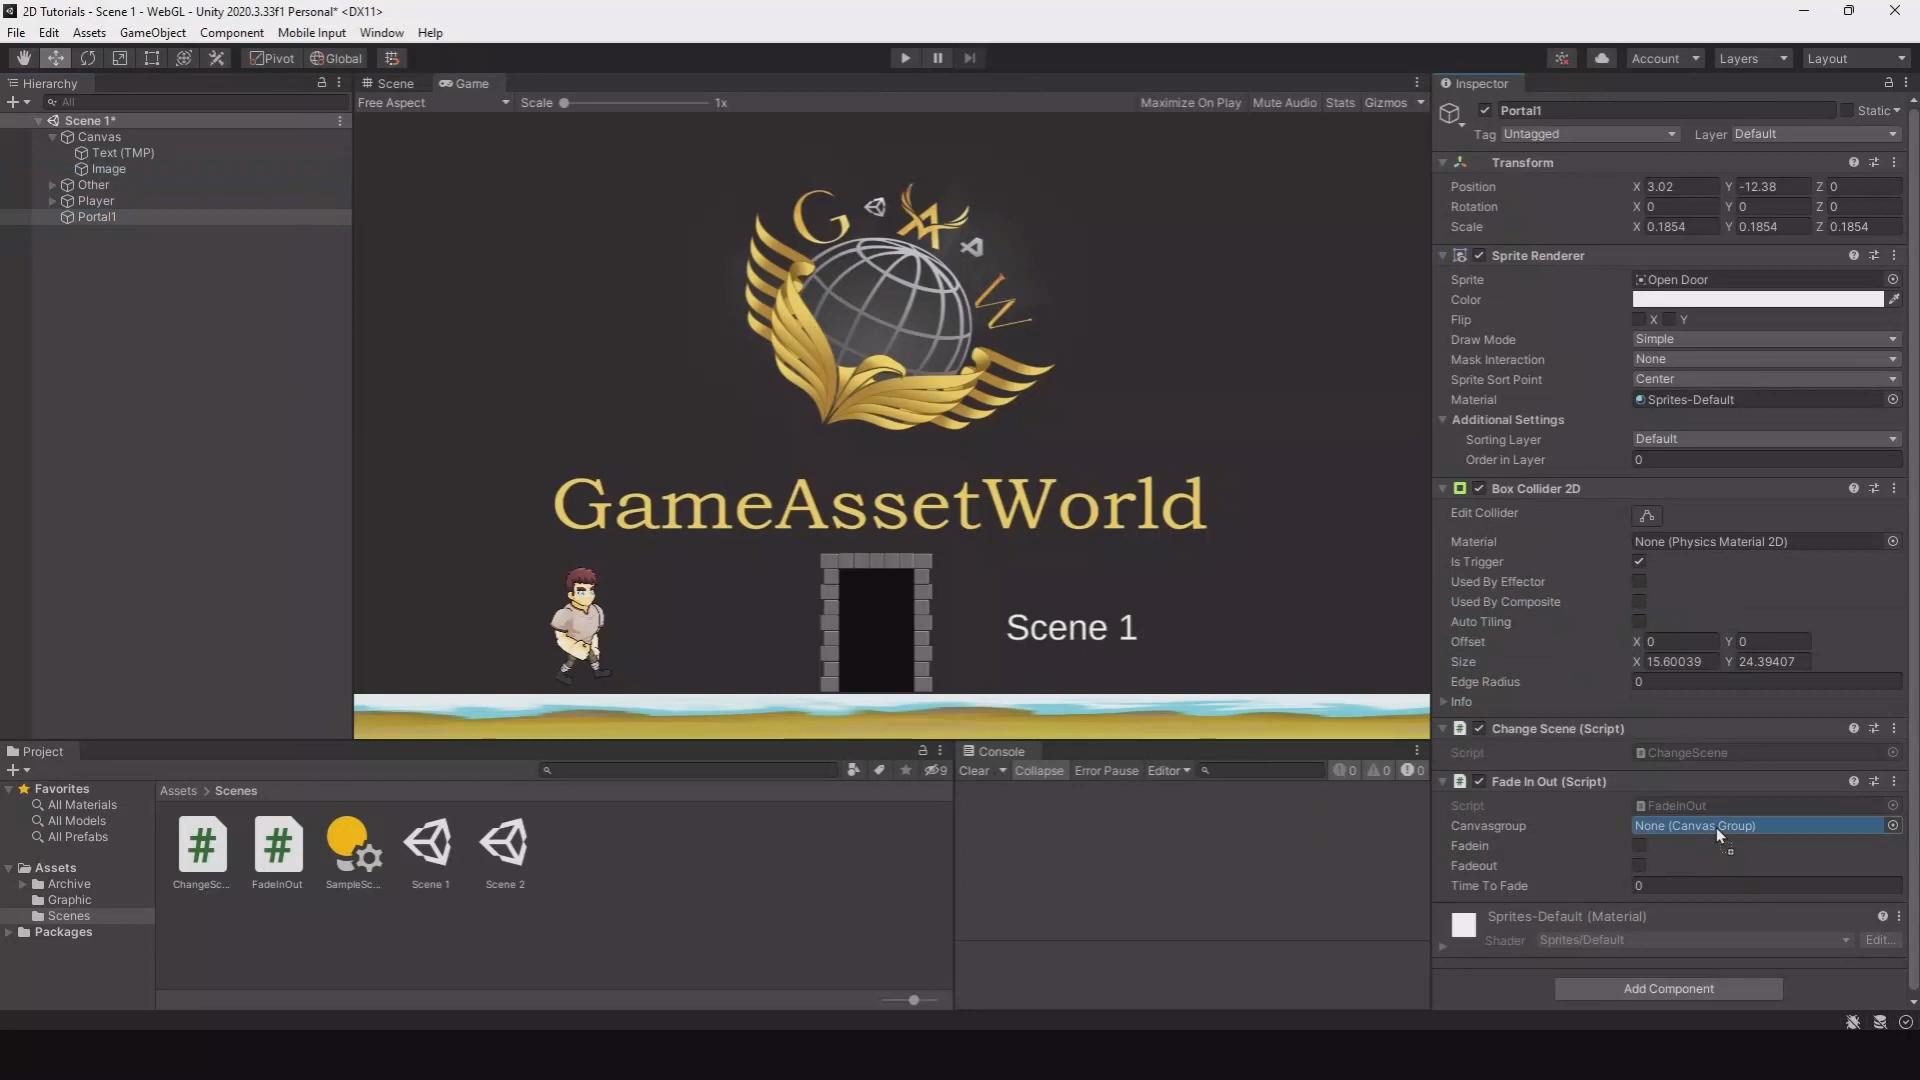 2D Tutorials - Scene 1 - WebGL - Unity 2020.3.33f1 Personal* <DX11>
File Edit Assets GameObject Component Mobile Input Window Help
Pivot Global Account Layers Layout
Hierarchy
All
Scene 1*
Canvas
Text (TMP)
Image
Other
Player
Portal1
Scene Game
Free Aspect Scale 1x Maximize On Play Mute Audio Stats Gizmos
G A W
GameAssetWorld
Scene 1
Inspector
Portal1 Static
Tag Untagged Layer Default
Transform
Position X 3.02 Y -12.38 Z 0
Rotation X 0 Y 0 Z 0
Scale X 0.1854 Y 0.1854 Z 0.1854
Sprite Renderer
Sprite Open Door
Color
Flip X Y
Draw Mode Simple
Mask Interaction None
Sprite Sort Point Center
Material Sprites-Default
Additional Settings
Sorting Layer Default
Order in Layer 0
Box Collider 2D
Edit Collider
Material None (Physics Material 2D)
Is Trigger
Used By Effector
Used By Composite
Auto Tiling
Offset X 0 Y 0
Size X 15.60039 Y 24.39407
Edge Radius 0
Info
Change Scene (Script)
Script ChangeScene
Fade In Out (Script)
Script FadeInOut
Canvasgroup None (Canvas Group)
Fadein
Fadeout
Time To Fade 0
Sprites-Default (Material)
Shader Sprites/Default Edit...
Add Component
Project
9
Favorites
All Materials
All Models
All Prefabs
Assets
Archive
Graphic
Scenes
Packages
Assets > Scenes
ChangeSc... FadeInOut SampleSc... Scene 1 Scene 2
Console
Clear Collapse Error Pause Editor 0 0 0